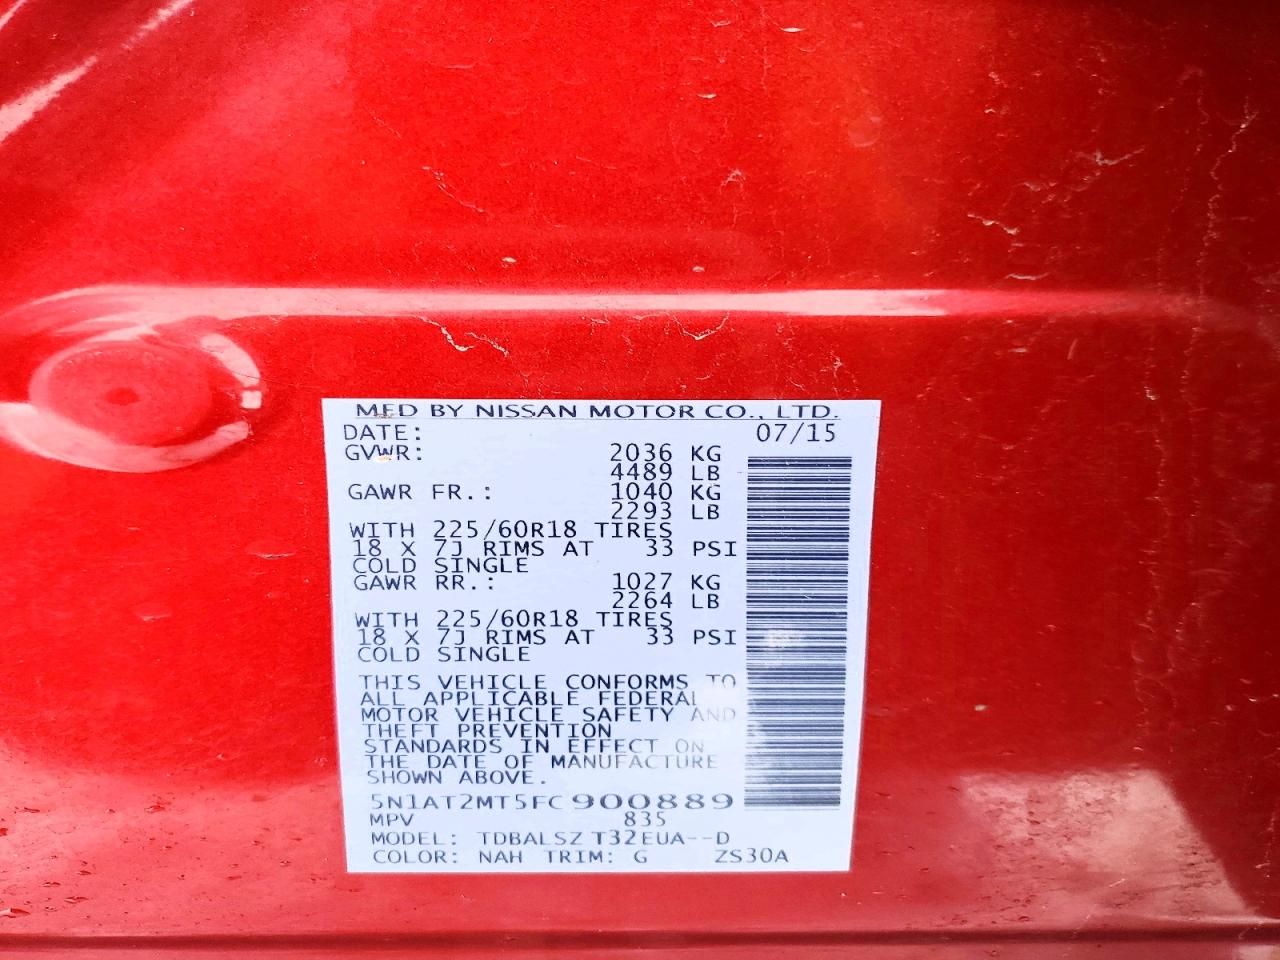 MFD BY NISSAN MOTOR CO., LTD.
DATE: 07/15
GVWR: 2036 KG
4489 LB
GAWR FR.: 1040 KG
2293 LB
WITH 225/60R18 TIRES
18 X 7J RIMS AT 33 PSI
COLD SINGLE
GAWR RR.: 1027 KG
2264 LB
WITH 225/60R18 TIRES
18 X 7J RIMS AT 33 PSI
COLD SINGLE
THIS VEHICLE CONFORMS TO
ALL APPLICABLE FEDERAL
MOTOR VEHICLE SAFETY AND
THEFT PREVENTION
STANDARDS IN EFFECT ON
THE DATE OF MANUFACTURE
SHOWN ABOVE.
5N1AT2MT5FC900889
MPV 835
MODEL: TDBALSZ T32EUA--D
COLOR: NAH TRIM: G ZS30A